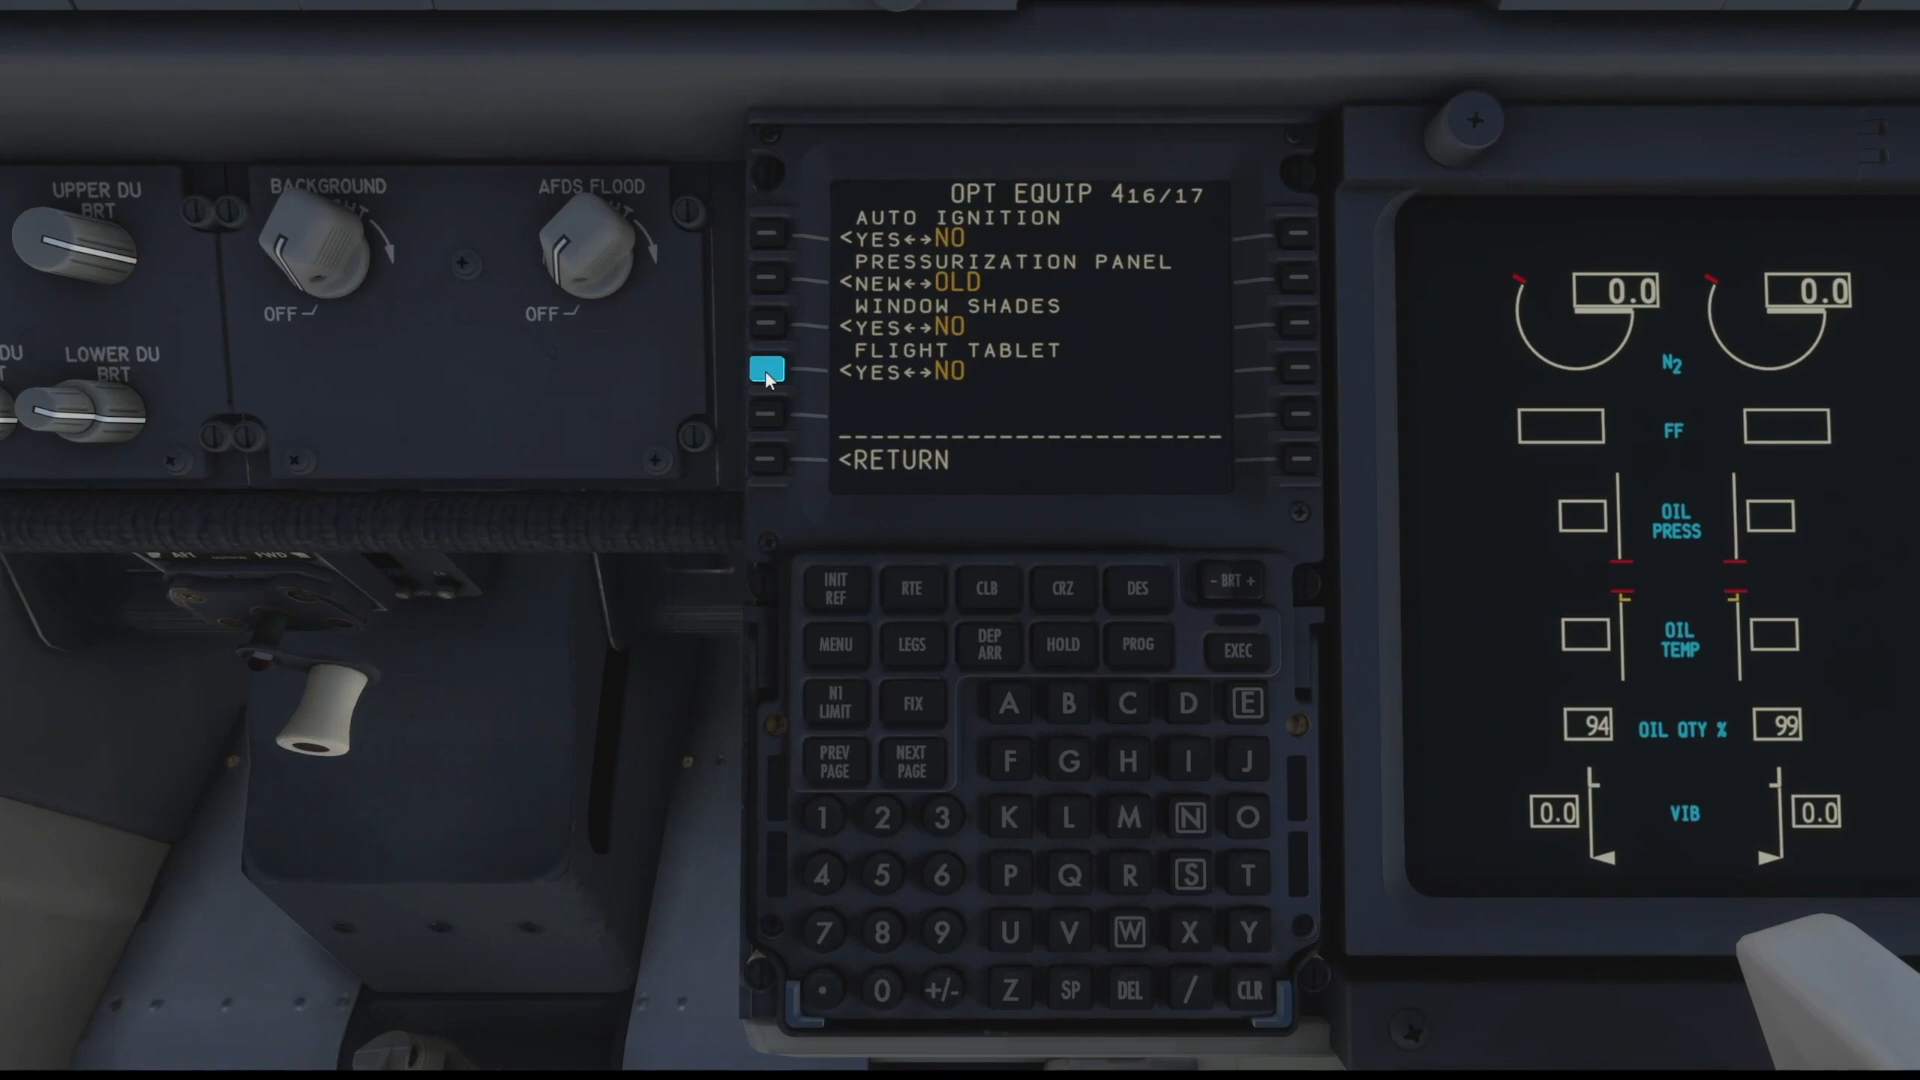 UPPER DU
BRT
BACKGROUND
AFDS FLOOD
OFF
OFF
DU
LOWER DU
BRT
OPT EQUIP 4 16/17
AUTO IGNITION
<YES←→NO
PRESSURIZATION PANEL
<NEW←→OLD
WINDOW SHADES
<YES←→NO
FLIGHT TABLET
<YES←→NO
------------------------
<RETURN
AFT
FWD
INIT REF
RTE
CLB
CRZ
DES
- BRT +
MENU
LEGS
DEP ARR
HOLD
PROG
EXEC
N1 LIMIT
FIX
A B C D E
PREV PAGE
NEXT PAGE
F G H I J
1 2 3 K L M N O
4 5 6 P Q R S T
7 8 9 U V W X Y
. 0 +/- Z SP DEL / CLR
0.0 0.0
N2
FF
OIL
PRESS
OIL
TEMP
94 OIL QTY % 99
0.0 VIB 0.0